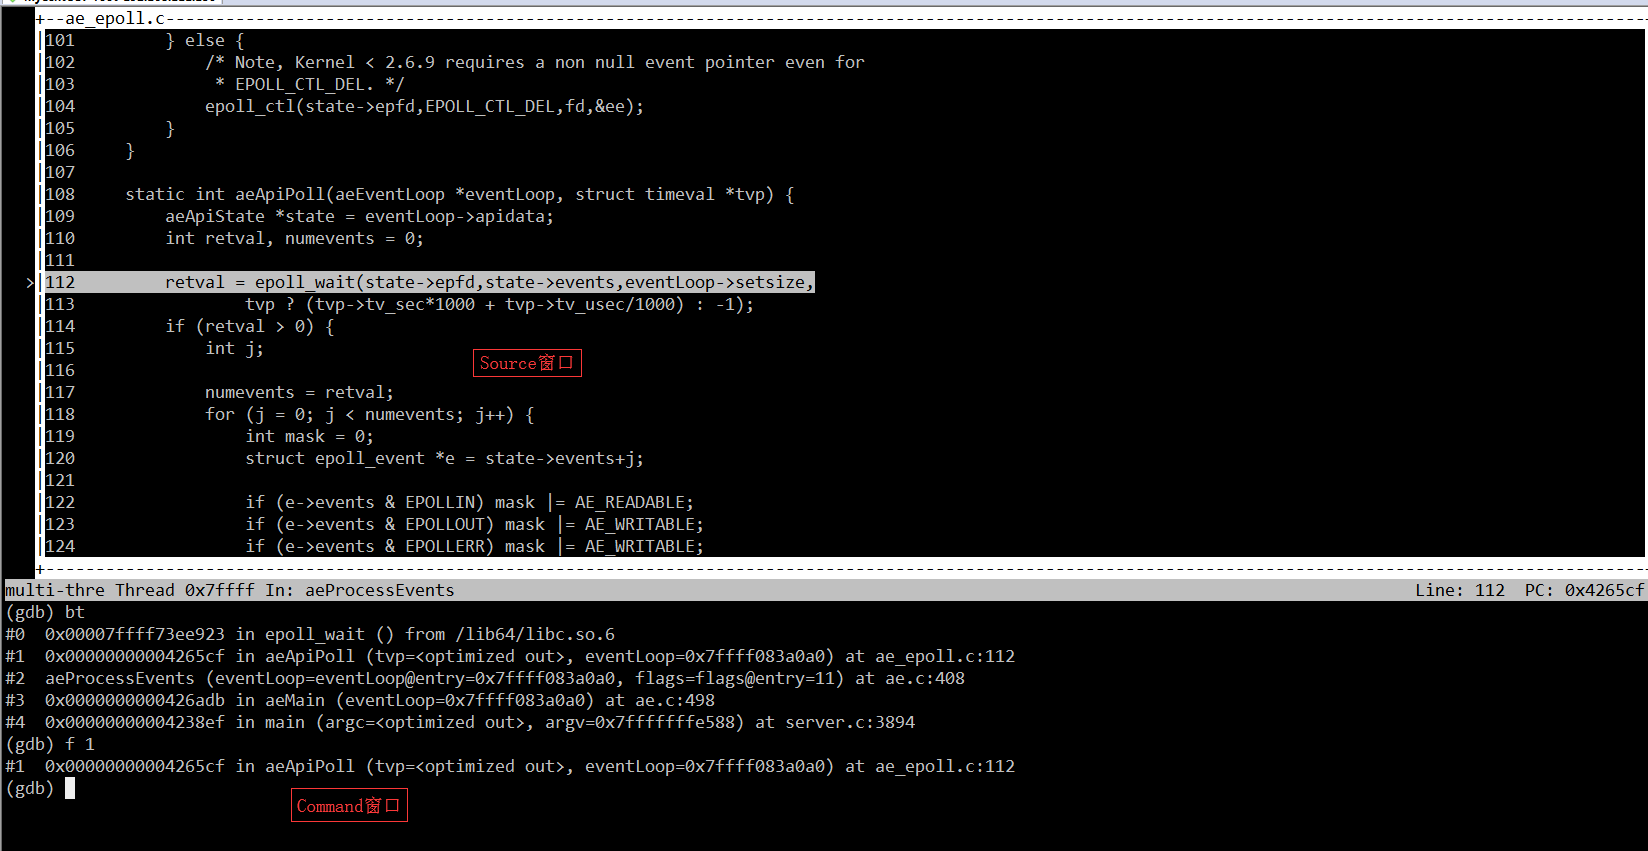 +--ae_epoll.c--------------------------------------------------------------------------------
101         } else {
102             /* Note, Kernel < 2.6.9 requires a non null event pointer even for
103              * EPOLL_CTL_DEL. */
104             epoll_ctl(state->epfd,EPOLL_CTL_DEL,fd,&ee);
105         }
106     }
107
108     static int aeApiPoll(aeEventLoop *eventLoop, struct timeval *tvp) {
109         aeApiState *state = eventLoop->apidata;
110         int retval, numevents = 0;
111
>112         retval = epoll_wait(state->epfd,state->events,eventLoop->setsize,
113                 tvp ? (tvp->tv_sec*1000 + tvp->tv_usec/1000) : -1);
114         if (retval > 0) {
115             int j;
Source窗口
116
117             numevents = retval;
118             for (j = 0; j < numevents; j++) {
119                 int mask = 0;
120                 struct epoll_event *e = state->events+j;
121
122                 if (e->events & EPOLLIN) mask |= AE_READABLE;
123                 if (e->events & EPOLLOUT) mask |= AE_WRITABLE;
124                 if (e->events & EPOLLERR) mask |= AE_WRITABLE;
multi-thre Thread 0x7ffff In: aeProcessEvents Line: 112 PC: 0x4265cf
(gdb) bt
#0  0x00007ffff73ee923 in epoll_wait () from /lib64/libc.so.6
#1  0x00000000004265cf in aeApiPoll (tvp=<optimized out>, eventLoop=0x7ffff083a0a0) at ae_epoll.c:112
#2  aeProcessEvents (eventLoop=eventLoop@entry=0x7ffff083a0a0, flags=flags@entry=11) at ae.c:408
#3  0x0000000000426adb in aeMain (eventLoop=0x7ffff083a0a0) at ae.c:498
#4  0x00000000004238ef in main (argc=<optimized out>, argv=0x7fffffffe588) at server.c:3894
(gdb) f 1
#1  0x00000000004265cf in aeApiPoll (tvp=<optimized out>, eventLoop=0x7ffff083a0a0) at ae_epoll.c:112
(gdb)
Command窗口